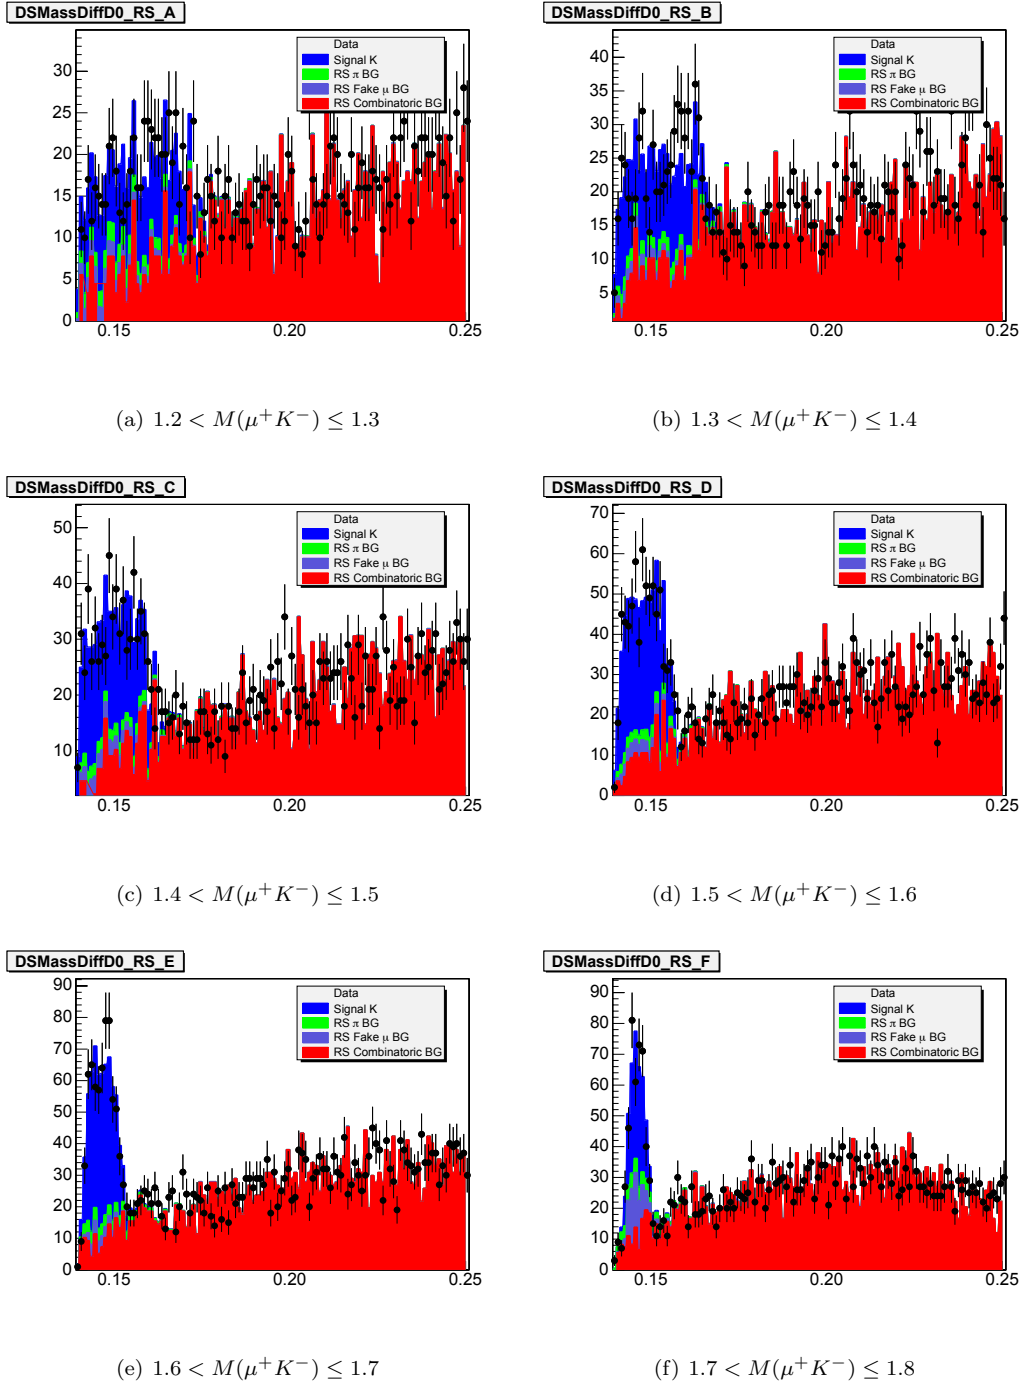 DSMassDiffD0_RS_A
Data
Signal K
RS π BG
RS Fake μ BG
RS Combinatoric BG
30
25
20
15
10
5
0
0.15 0.20 0.25
(a) 1.2 < M(μ⁺K⁻) ≤ 1.3
DSMassDiffD0_RS_B
Data
Signal K
RS π BG
RS Fake μ BG
RS Combinatoric BG
40
35
30
25
20
15
10
5
0.15 0.20 0.25
(b) 1.3 < M(μ⁺K⁻) ≤ 1.4
DSMassDiffD0_RS_C
Data
Signal K
RS π BG
RS Fake μ BG
RS Combinatoric BG
50
40
30
20
10
0.15 0.20 0.25
(c) 1.4 < M(μ⁺K⁻) ≤ 1.5
DSMassDiffD0_RS_D
Data
Signal K
RS π BG
RS Fake μ BG
RS Combinatoric BG
70
60
50
40
30
20
10
0
0.15 0.20 0.25
(d) 1.5 < M(μ⁺K⁻) ≤ 1.6
DSMassDiffD0_RS_E
Data
Signal K
RS π BG
RS Fake μ BG
RS Combinatoric BG
90
80
70
60
50
40
30
20
10
0
0.15 0.20 0.25
(e) 1.6 < M(μ⁺K⁻) ≤ 1.7
DSMassDiffD0_RS_F
Data
Signal K
RS π BG
RS Fake μ BG
RS Combinatoric BG
90
80
70
60
50
40
30
20
10
0
0.15 0.20 0.25
(f) 1.7 < M(μ⁺K⁻) ≤ 1.8